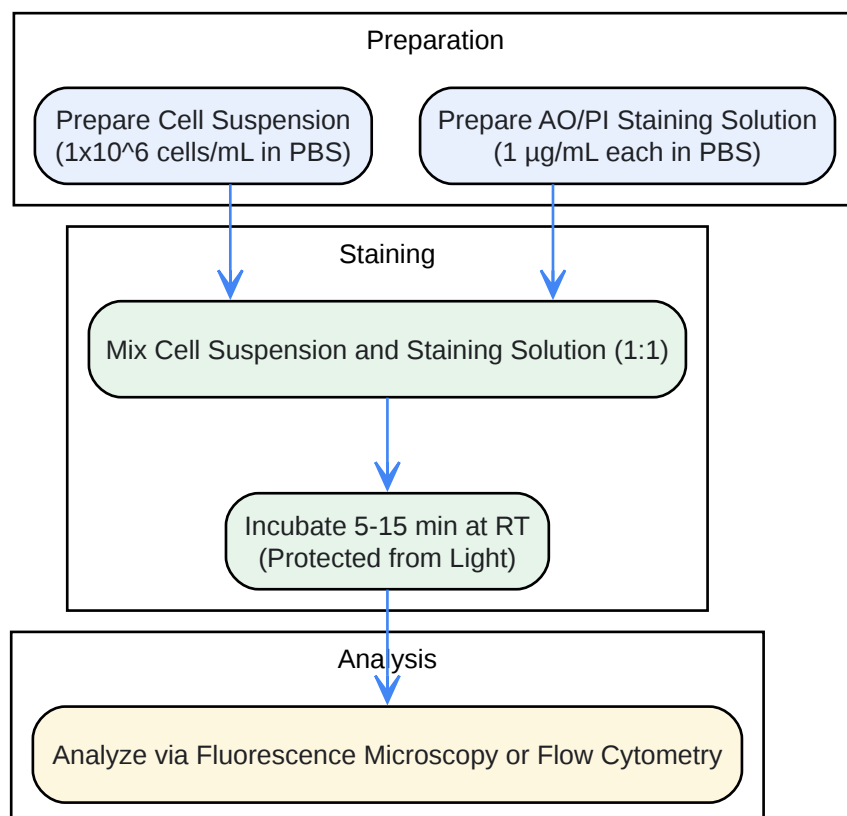 Preparation
Prepare Cell Suspension
(1x10^6 cells/mL in PBS)
Prepare AO/PI Staining Solution
(1 µg/mL each in PBS)
Staining
Mix Cell Suspension and Staining Solution (1:1)
Incubate 5-15 min at RT
(Protected from Light)
Analysis
Analyze via Fluorescence Microscopy or Flow Cytometry